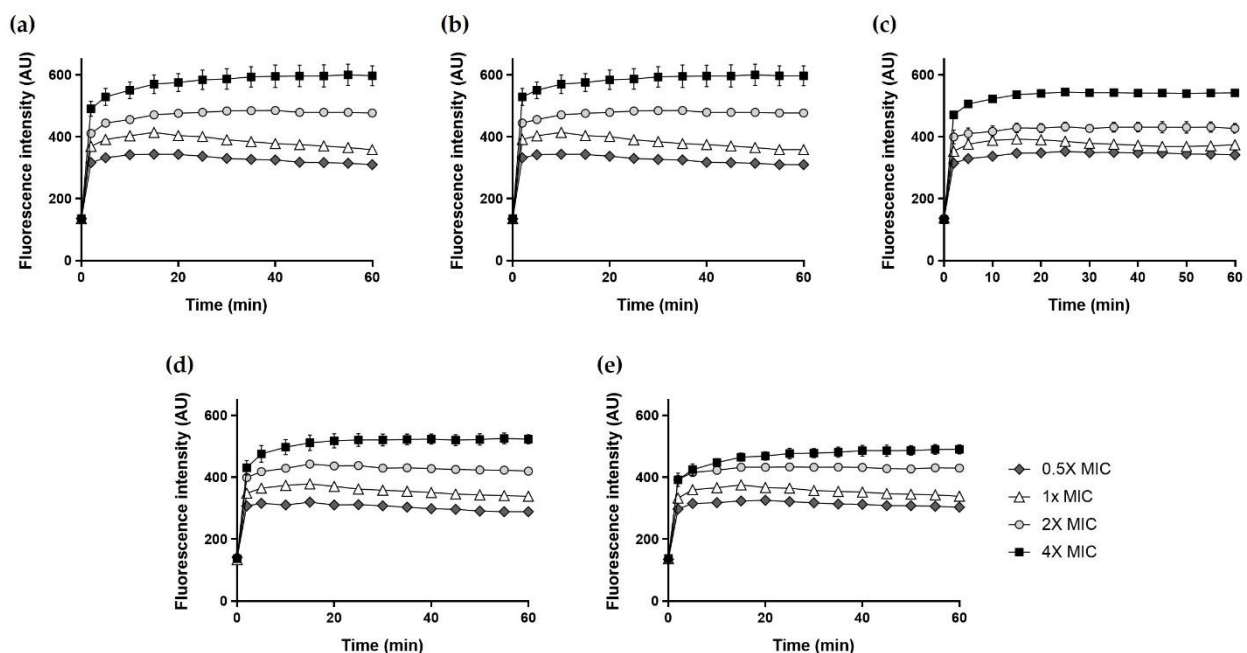 (a)
Fluorescence intensity (AU)
600
400
200
0
0 20 40 60
Time (min)
(b)
Fluorescence intensity (AU)
600
400
200
0
0 20 40 60
Time (min)
(c)
Fluorescence intensity (AU)
600
400
200
0
0 10 20 30 40 50 60
Time (min)
(d)
Fluorescence intensity (AU)
600
400
200
0
0 20 40 60
Time (min)
(e)
Fluorescence intensity (AU)
600
400
200
0
0 20 40 60
Time (min)
0.5X MIC
1x MIC
2X MIC
4X MIC